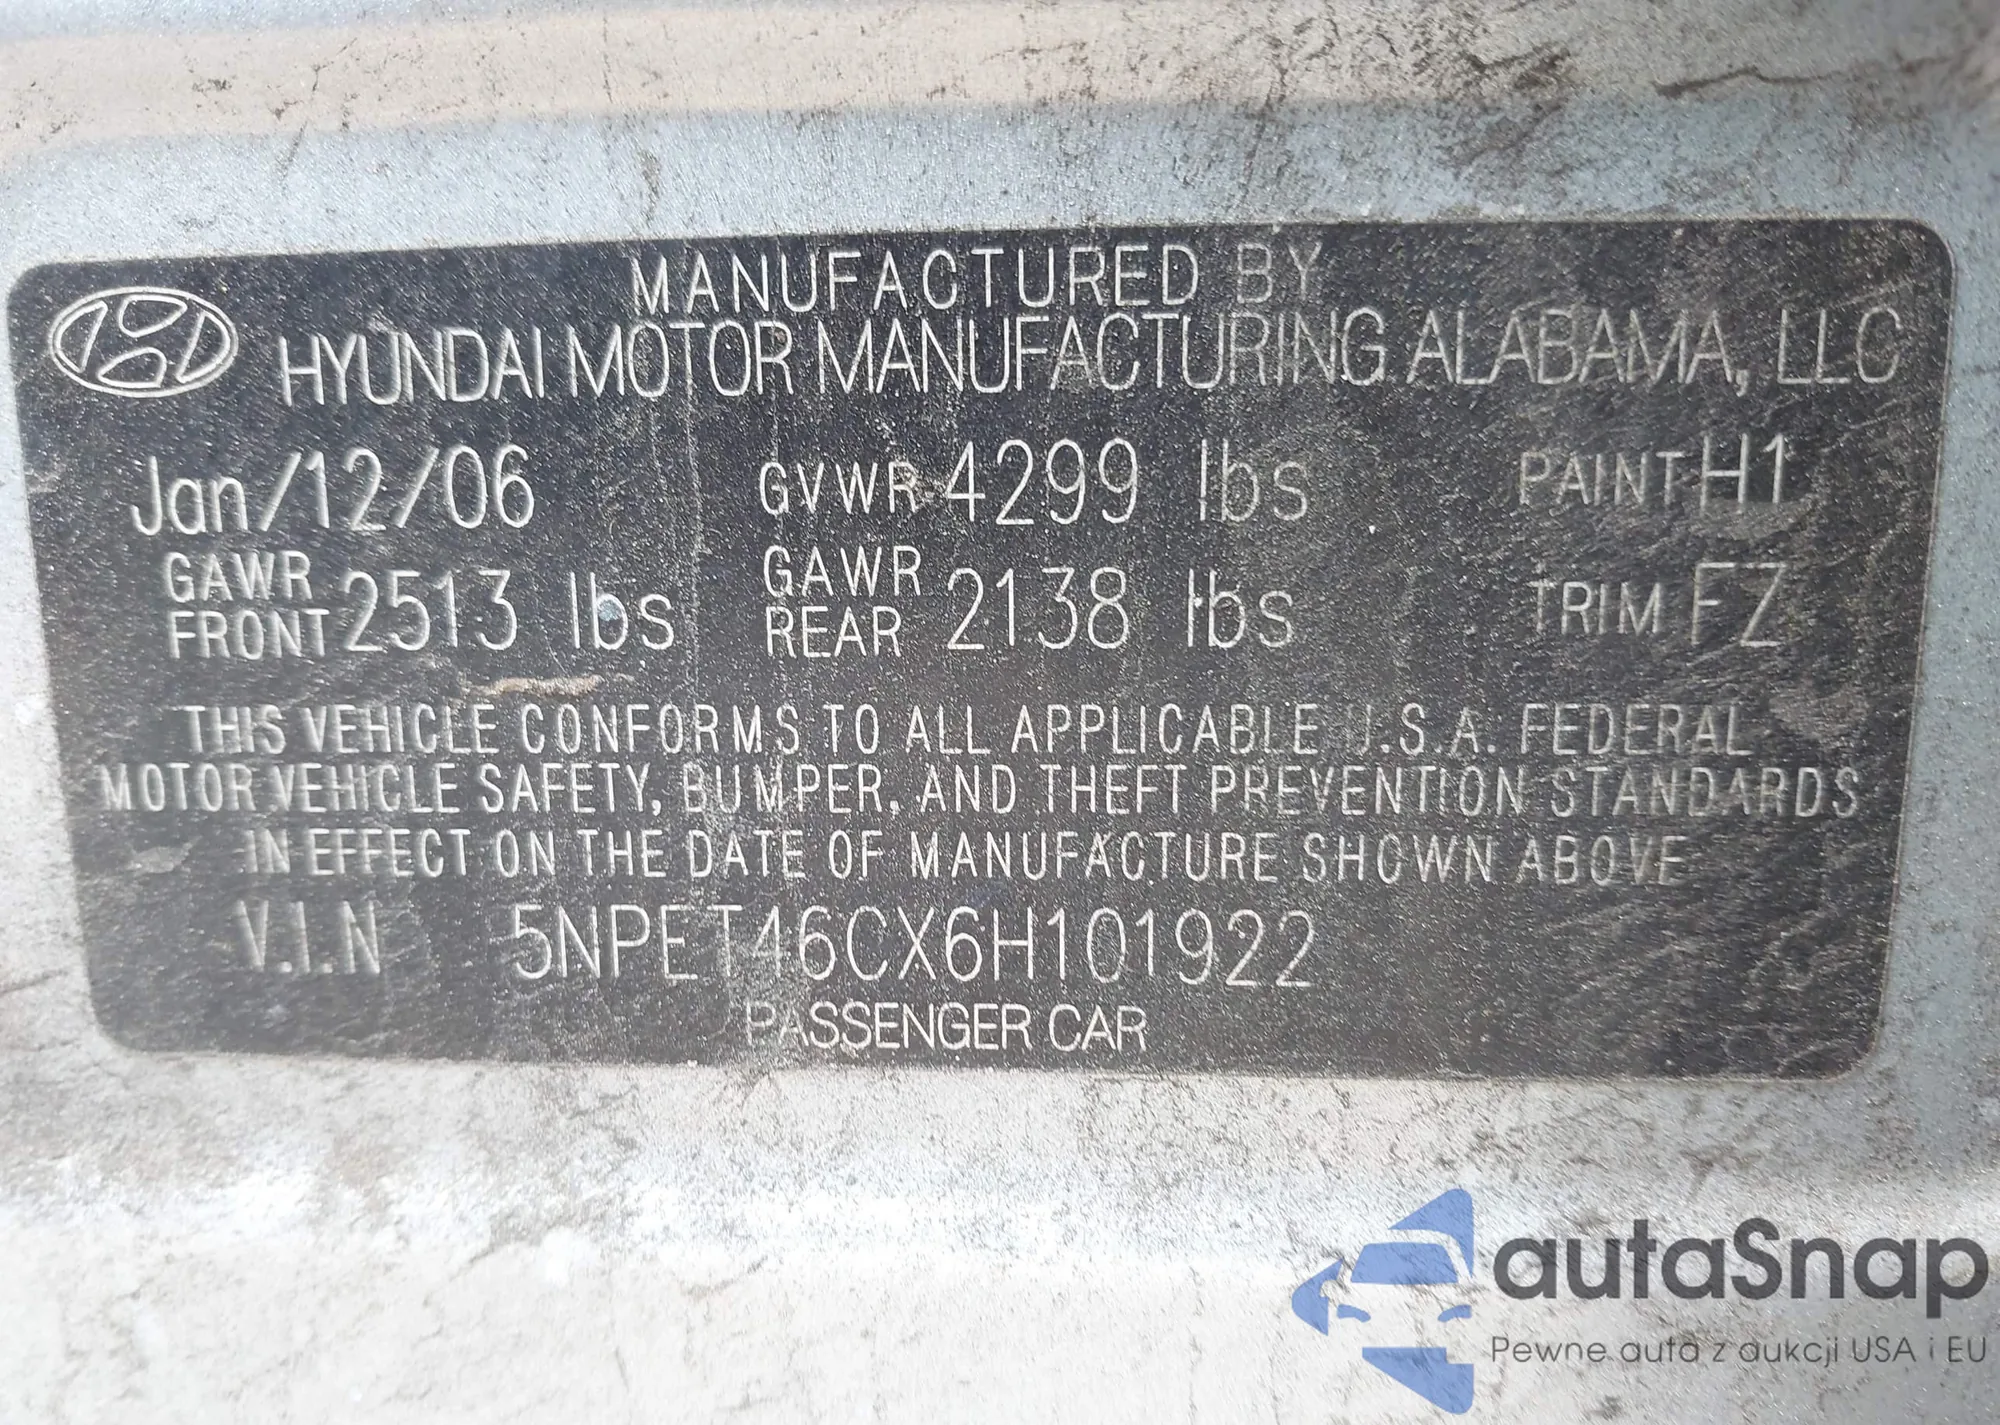 MANUFACTURED BY
HYUNDAI MOTOR MANUFACTURING ALABAMA, LLC
Jan/12/06 GVWR 4299 lbs PAINT H1
GAWR FRONT 2513 lbs GAWR REAR 2138 lbs TRIM FZ
THIS VEHICLE CONFORMS TO ALL APPLICABLE U.S.A. FEDERAL
MOTOR VEHICLE SAFETY, BUMPER, AND THEFT PREVENTION STANDARDS
IN EFFECT ON THE DATE OF MANUFACTURE SHOWN ABOVE
V.I.N 5NPET46CX6H101922
PASSENGER CAR
autaSnap
Pewne auta z aukcji USA i EU